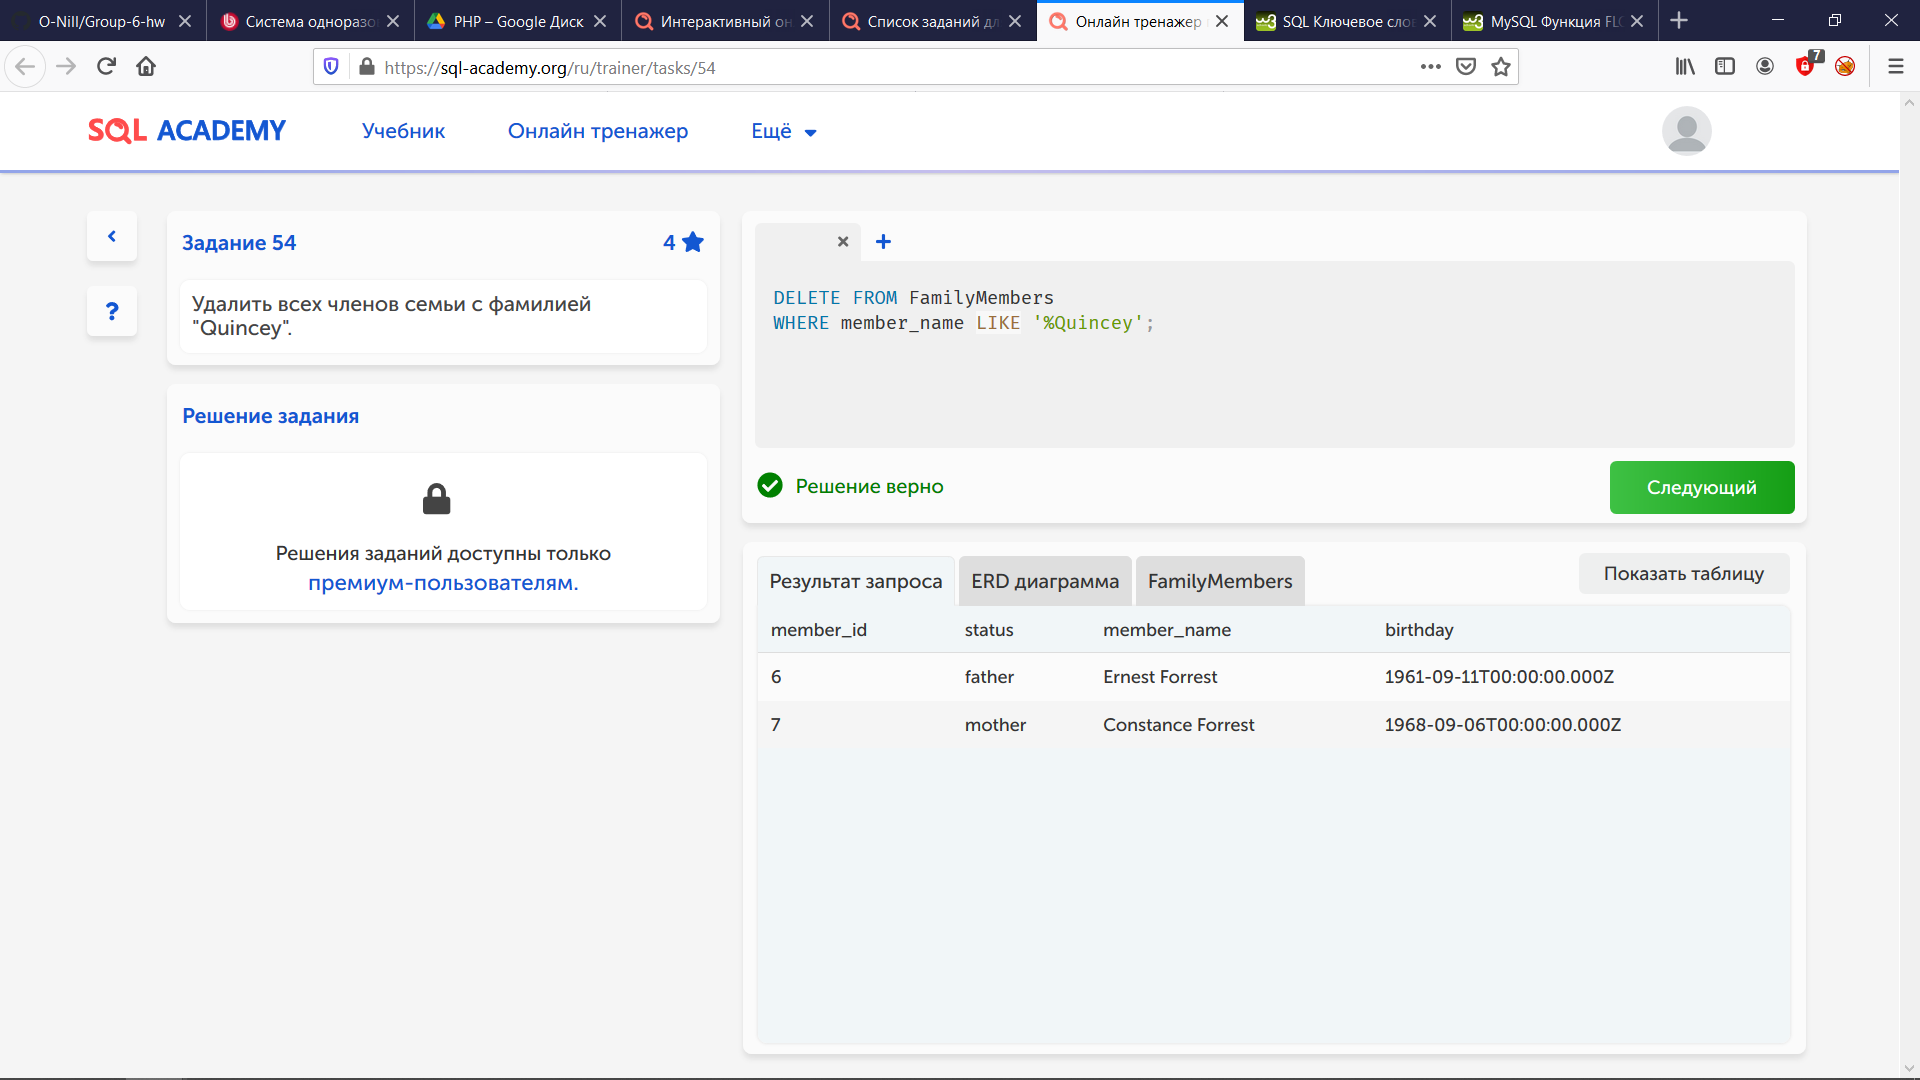 O-Nill/Group-6-hw
Система одноразо
PHP – Google Диск
Интерактивный он
Список заданий дл
Онлайн тренажер
SQL Ключевое сло
MySQL Функция FLO
https://sql-academy.org/ru/trainer/tasks/54
7
SQL ACADEMY
Учебник
Онлайн тренажер
Ещё
Задание 54
4
Удалить всех членов семьи с фамилией
"Quincey".
Решение задания
Решения заданий доступны только
премиум-пользователям.
DELETE FROM FamilyMembers
WHERE member_name LIKE '%Quincey';
Решение верно
Следующий
Результат запроса
ERD диаграмма
FamilyMembers
Показать таблицу
member_id status member_name birthday
6 father Ernest Forrest 1961-09-11T00:00:00.000Z
7 mother Constance Forrest 1968-09-06T00:00:00.000Z